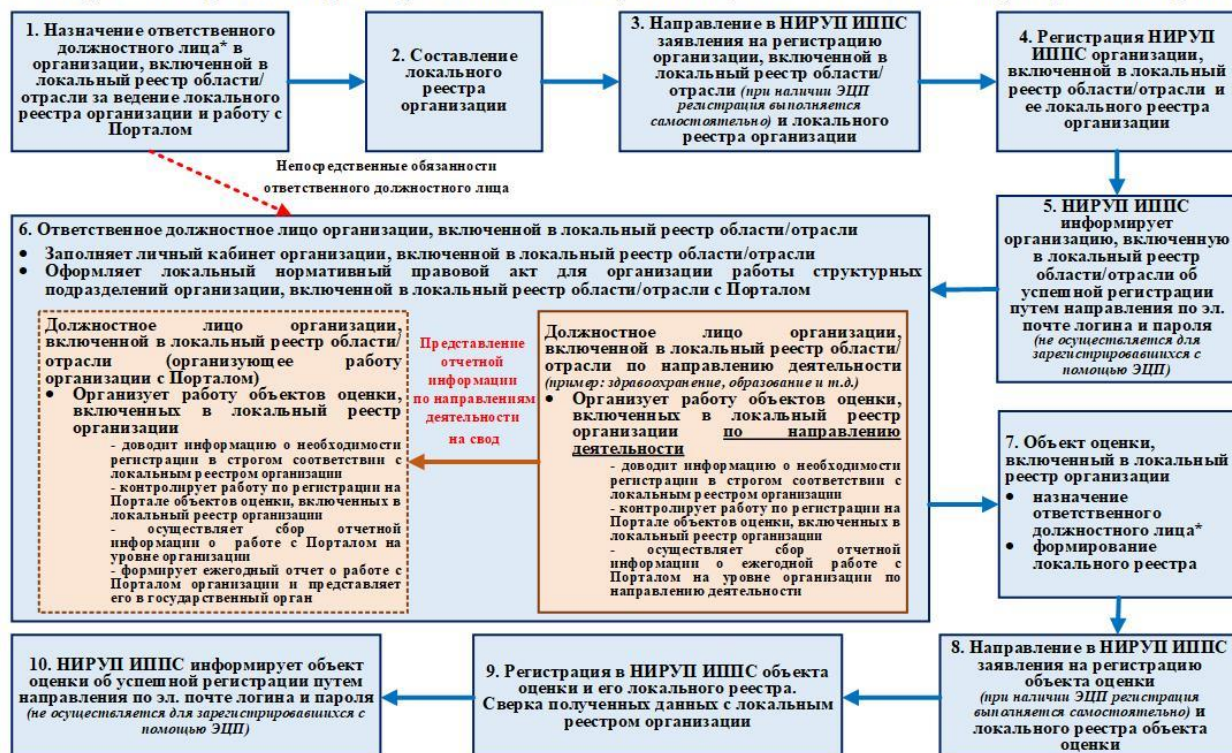 1. Назначение ответственного
должностного лица* в
организации, включенной в
локальный реестр области/
отрасли за ведение локального
реестра организации и работу с
Порталом
2. Составление
локального
реестра
организации
3. Направление в НИРУП ИППС
заявления на регистрацию
организации, включенной в
локальный реестр области/
отрасли (при наличии ЭЦП
регистрация выполняется
самостоятельно) и локального
реестра организации
4. Регистрация НИРУП
ИППС организации,
включенной в локальный
реестр области/отрасли и
ее локального реестра
организации
Непосредственные обязанности
ответственного должностного лица
5. НИРУП ИППС
информирует
организацию, включенную
в локальный реестр
области/отрасли об
успешной регистрации
путем направления по эл.
почте логина и пароля
(не осуществляется для
зарегистрировавшихся с
помощью ЭЦП)
6. Ответственное должностное лицо организации, включенной в локальный реестр области/отрасли
• Заполняет личный кабинет организации, включенной в локальный реестр области/отрасли
• Оформляет локальный нормативный правовой акт для организации работы структурных
подразделений организации, включенной в локальный реестр области/отрасли с Порталом
Должностное лицо организации,
включенной в локальный реестр области/
отрасли (организующее работу
организации с Порталом)
• Организует работу объектов оценки,
включенных в локальный реестр
организации
- доводит информацию о необходимости
регистрации в строгом соответствии с
локальным реестром организации
- контролирует работу по регистрации на
Портале объектов оценки, включенных в
локальный реестр организации
- осуществляет сбор отчетной
информации о работе с Порталом на
уровне организации
- формирует ежегодный отчет о работе с
Порталом организации и представляет
его в государственный орган
Представление
отчетной
информации
по направлениям
деятельности
на свод
Должностное лицо организации,
включенной в локальный реестр области/
отрасли по направлению деятельности
(пример: здравоохранение, образование и т.д.)
• Организует работу объектов оценки,
включенных в локальный реестр
организации по направлению
деятельности
- доводит информацию о необходимости
регистрации в строгом соответствии с
локальным реестром организации
- контролирует работу по регистрации на
Портале объектов оценки, включенных в
локальный реестр организации
- осуществляет сбор отчетной
информации о ежегодной работе с
Порталом на уровне организации по
направлению деятельности
7. Объект оценки,
включенный в локальный
реестр организации
• назначение
ответственного
должностного лица*
• формирование
локального реестра
8. Направление в НИРУП ИППС
заявления на регистрацию
объекта оценки
(при наличии ЭЦП регистрация
выполняется самостоятельно) и
локального реестра объекта
оценки
9. Регистрация в НИРУП ИППС объекта
оценки и его локального реестра.
Сверка полученных данных с локальным
реестром организации
10. НИРУП ИППС информирует объект
оценки об успешной регистрации путем
направления по эл. почте логина и пароля
(не осуществляется для зарегистрировавшихся с
помощью ЭЦП)